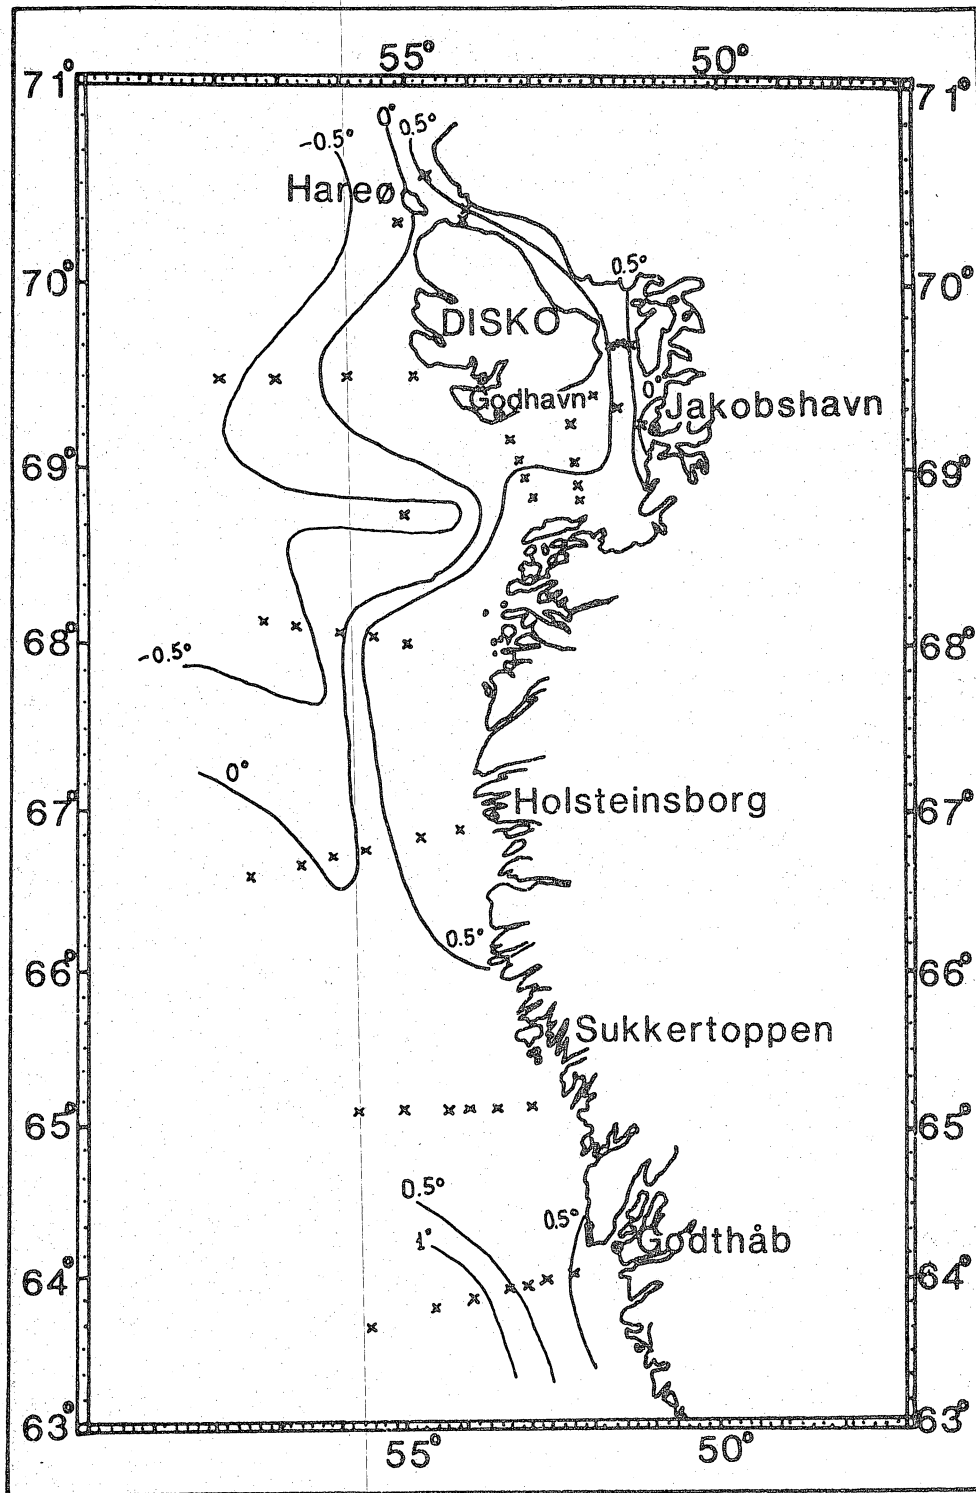 55° 50°
71° 71°
-0.5° 0° 0.5°
Hareø
70° 0.5° 70°
DISKO
0°
Godhavn Jakobshavn
69° 69°
68° 68°
-0.5°
0°
67° Holsteinsborg 67°
0.5°
66° 66°
Sukkertoppen
65° 65°
0.5° 0.5°
1° Godthåb
64° 64°
63° 63°
55° 50°